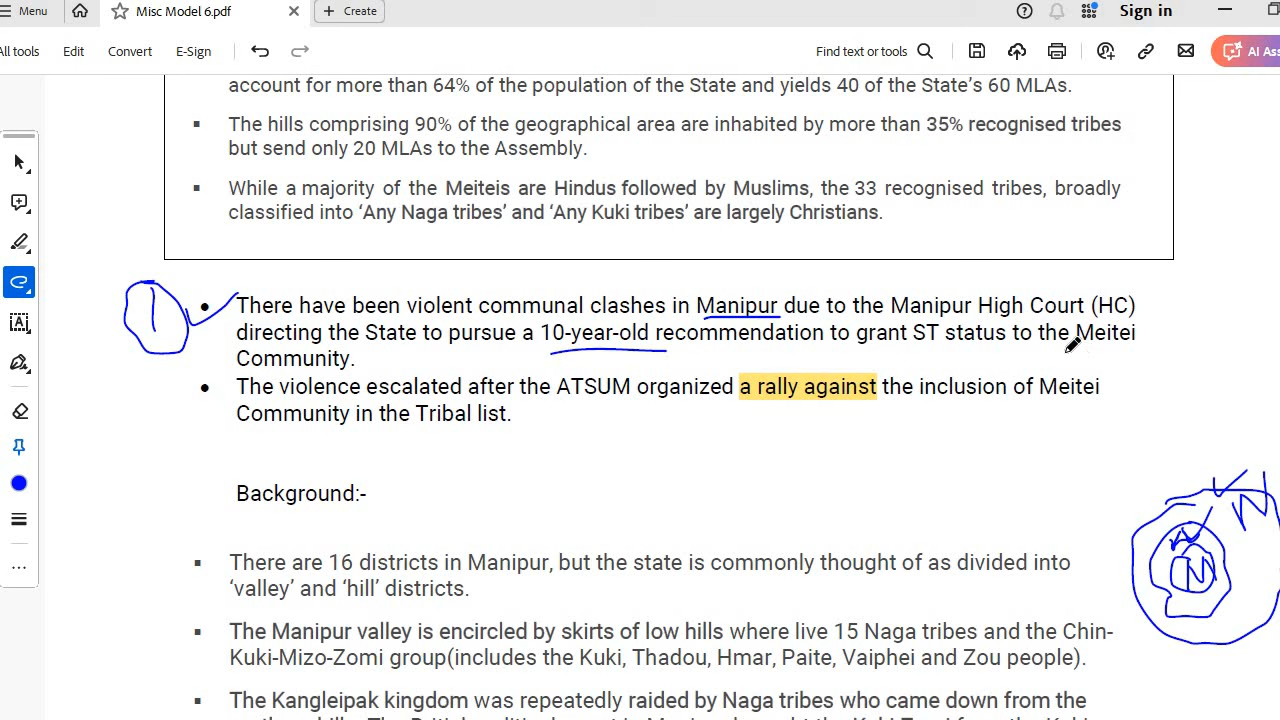 Menu
Misc Model 6.pdf
Create
Sign in
All tools
Edit
Convert
E-Sign
Find text or tools
AI Ass
account for more than 64% of the population of the State and yields 40 of the State's 60 MLAs.
▪ The hills comprising 90% of the geographical area are inhabited by more than 35% recognised tribes
but send only 20 MLAs to the Assembly.
▪ While a majority of the Meiteis are Hindus followed by Muslims, the 33 recognised tribes, broadly
classified into 'Any Naga tribes' and 'Any Kuki tribes' are largely Christians.
1
• There have been violent communal clashes in Manipur due to the Manipur High Court (HC)
directing the State to pursue a 10-year-old recommendation to grant ST status to the Meitei
Community.
• The violence escalated after the ATSUM organized a rally against the inclusion of Meitei
Community in the Tribal list.
Background:-
N
N
▪ There are 16 districts in Manipur, but the state is commonly thought of as divided into
'valley' and 'hill' districts.
▪ The Manipur valley is encircled by skirts of low hills where live 15 Naga tribes and the Chin-
Kuki-Mizo-Zomi group(includes the Kuki, Thadou, Hmar, Paite, Vaiphei and Zou people).
▪ The Kangleipak kingdom was repeatedly raided by Naga tribes who came down from the